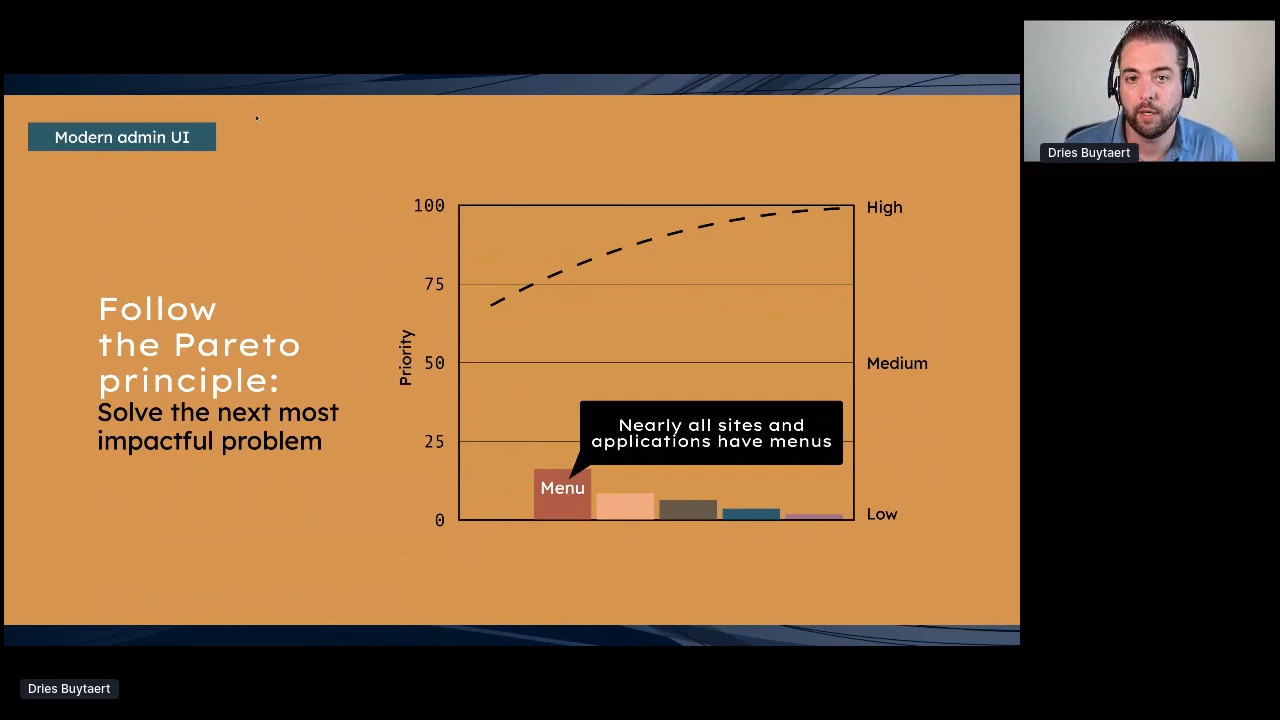 Modern admin UI
Follow
the Pareto
principle:
Solve the next most
impactful problem
Priority
100
75
50
25
0
High
Medium
Low
Nearly all sites and
applications have menus
Menu
Dries Buytaert
Dries Buytaert